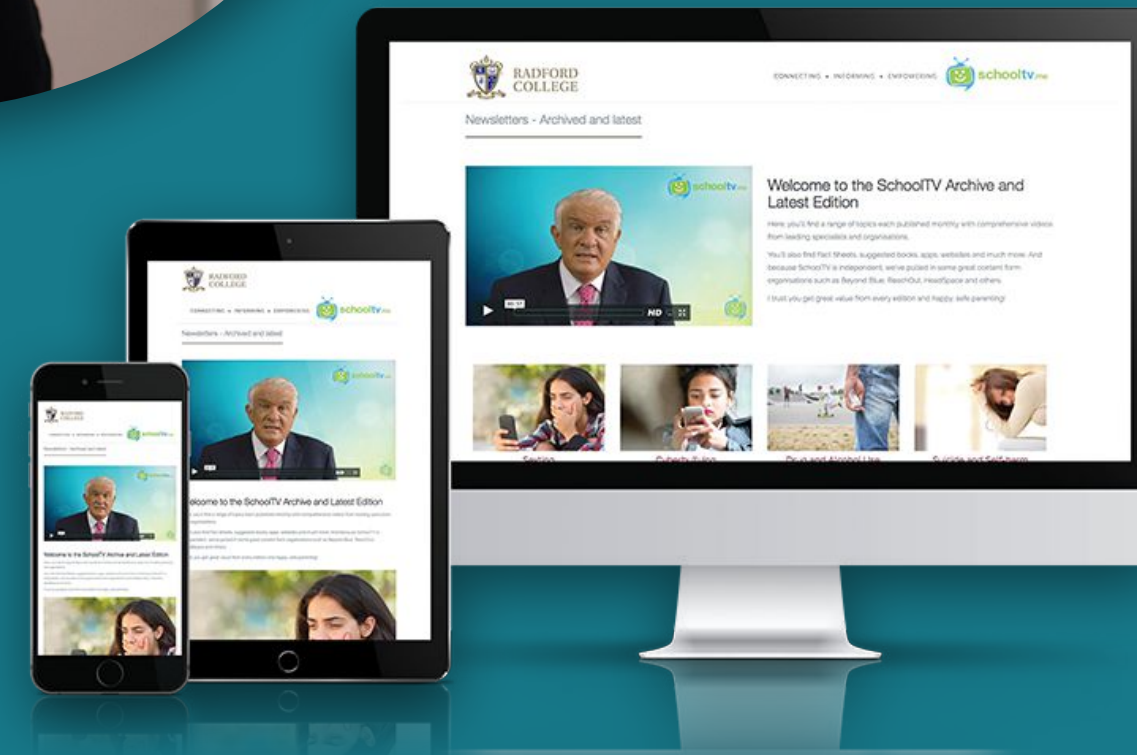 RADFORD
COLLEGE
CONNECTING • INFORMING • EMPOWERING
schooltv.me
Newsletters - Archived and latest
schooltv.me
00:17
HD
Welcome to the SchoolTV Archive and
Latest Edition
Here, you'll find a range of topics each published monthly with comprehensive videos
from leading specialists and organisations.
You'll also find Fact Sheets, suggested books, apps, websites and much more. And
because SchoolTV is independent, we've pulled in some great content form
organisations such as Beyond Blue, ReachOut, HeadSpace and others.
I trust you get great value from every edition and happy, safe parenting!
Sexting
Drug and Alcohol Use
Suicide and Self-harm
RADFORD
COLLEGE
CONNECTING • INFORMING • EMPOWERING
schooltv.me
Newsletters - Archived and latest
schooltv
elcome to the SchoolTV Archive and Latest Edition
RADFORD
COLLEGE
schooltv.me
Newsletters - Archived and latest
Welcome to the SchoolTV Archive and Latest Edition